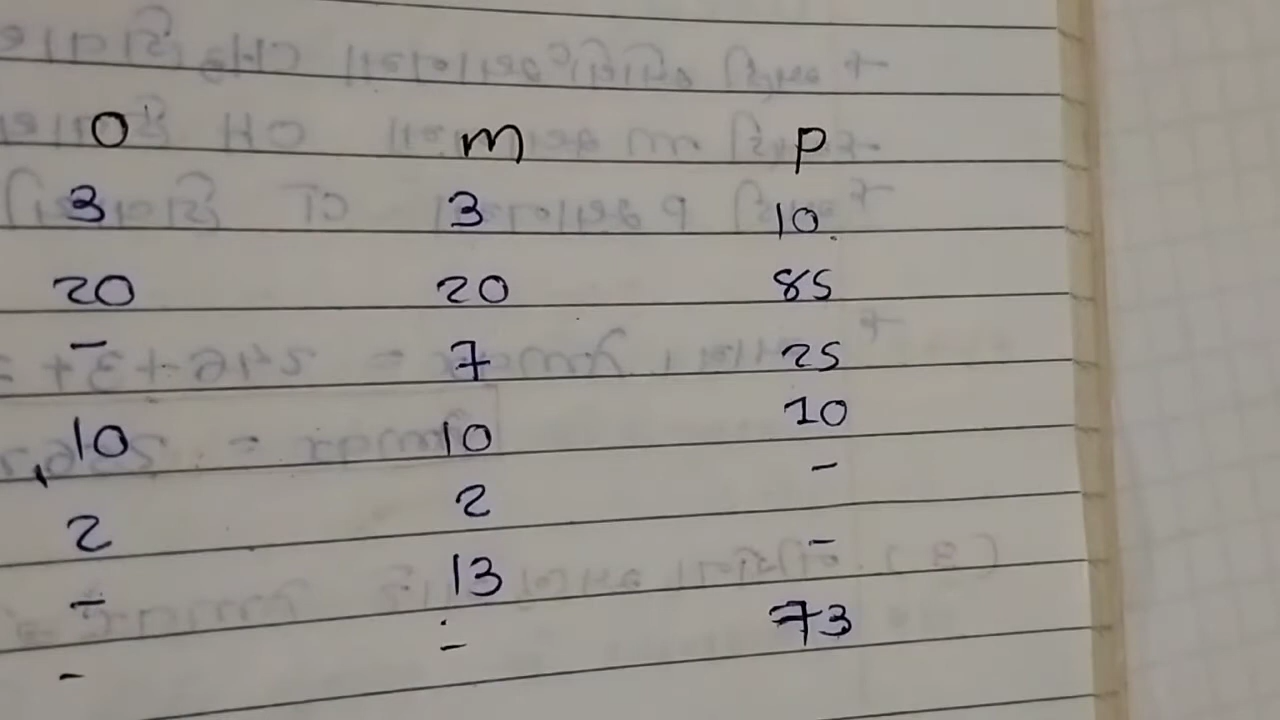 O m p
3 3 10
20 20 85
- 7 25
10 10 10
2 2 -
- 13 -
- - 73